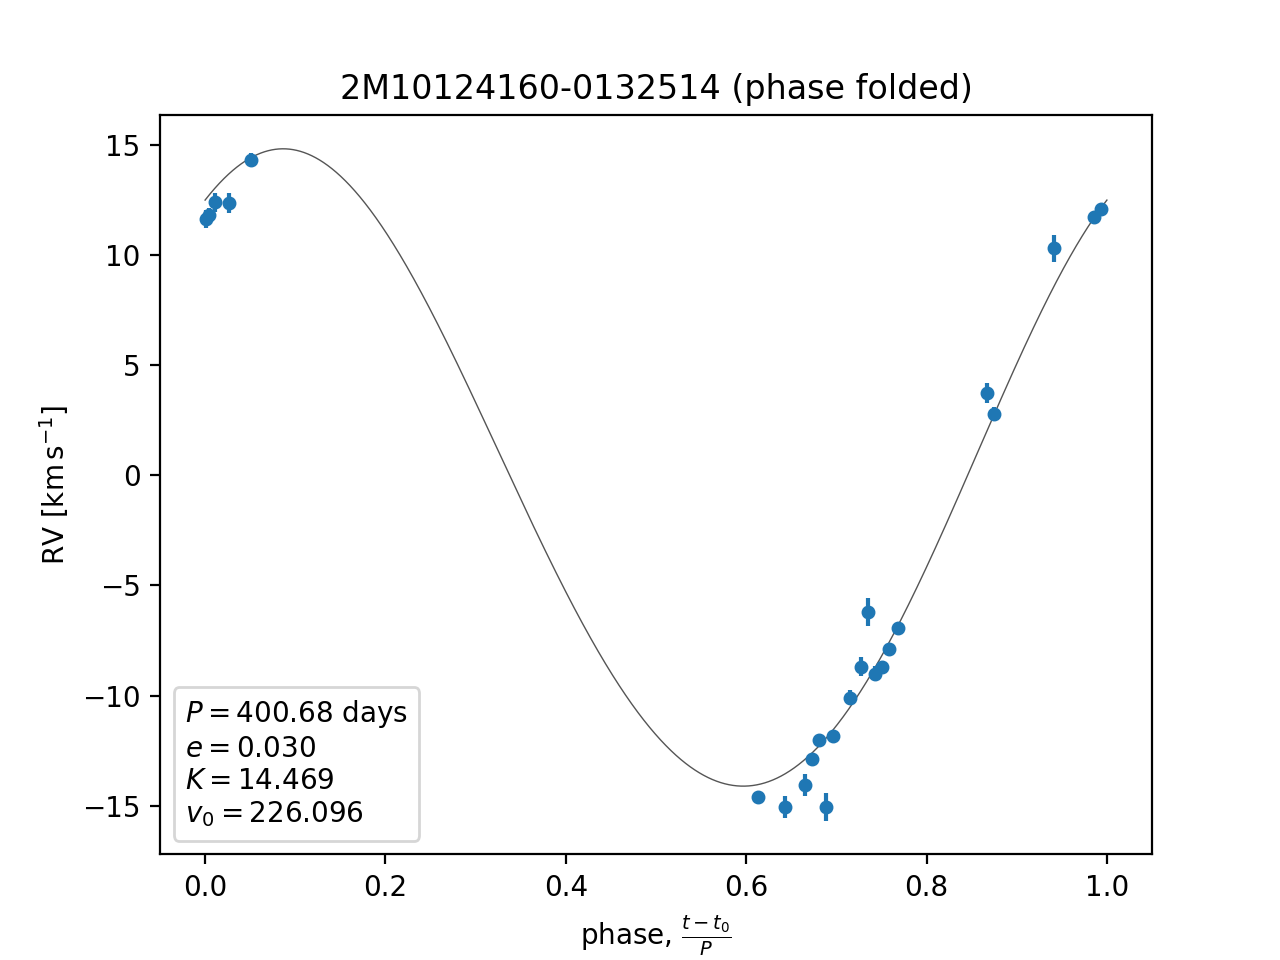 2M10124160-0132514 (phase folded)
15
10
5
0
−5
−10
−15
RV [km s⁻¹]
P = 400.68 days
e = 0.030
K = 14.469
v₀ = 226.096
0.0 0.2 0.4 0.6 0.8 1.0
phase, (t − t₀)/P